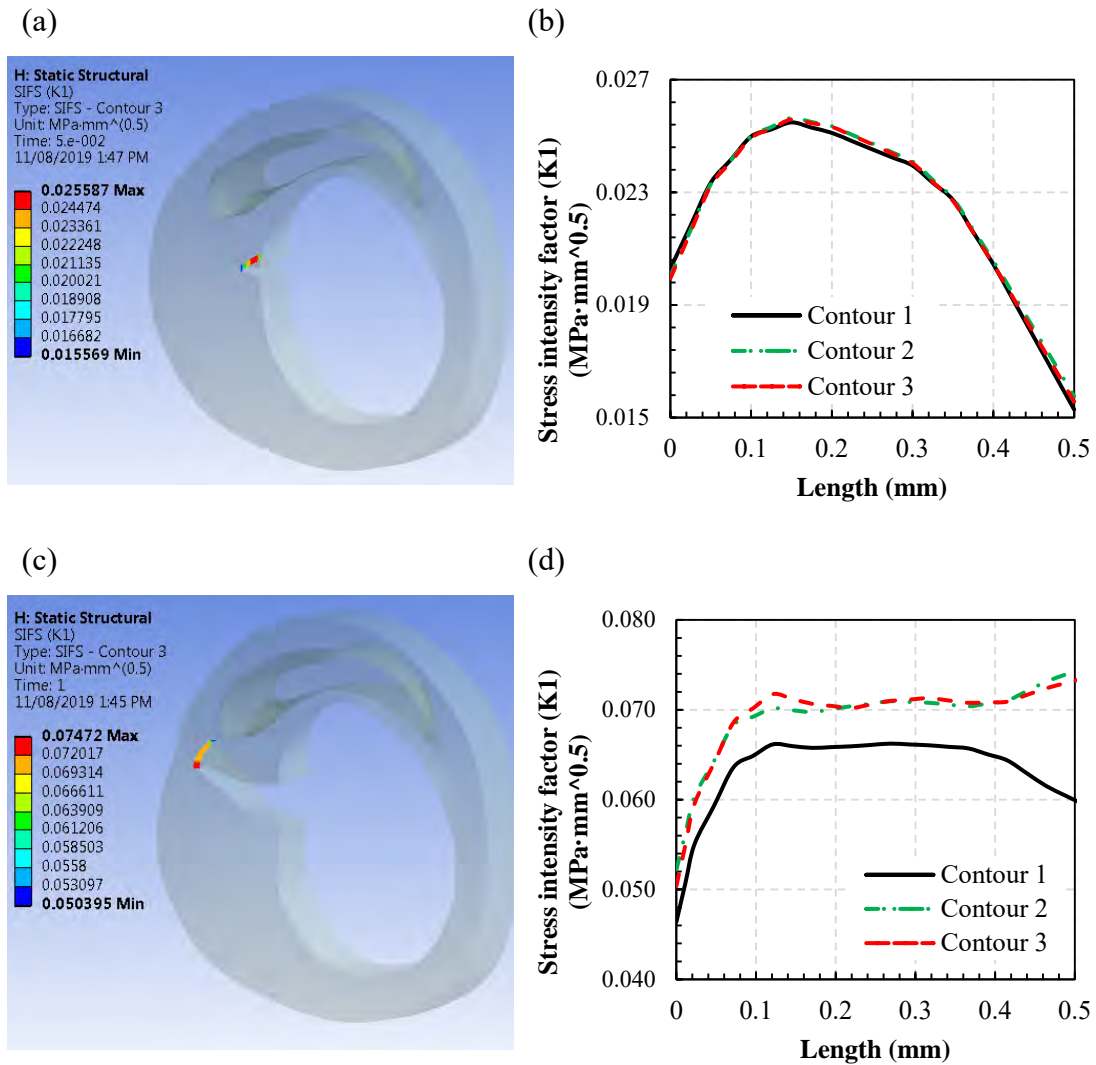 (a)
H: Static Structural
SIFS (K1)
Type: SIFS - Contour 3
Unit: MPa·mm^(0.5)
Time: 5.e-002
11/08/2019 1:47 PM
0.025587 Max
0.024474
0.023361
0.022248
0.021135
0.020021
0.018908
0.017795
0.016682
0.015569 Min
(b)
Stress intensity factor (K1)
(MPa·mm^0.5)
0.027
0.023
0.019
0.015
Contour 1
Contour 2
Contour 3
0 0.1 0.2 0.3 0.4 0.5
Length (mm)
(c)
H: Static Structural
SIFS (K1)
Type: SIFS - Contour 3
Unit: MPa·mm^(0.5)
Time: 1
11/08/2019 1:45 PM
0.07472 Max
0.072017
0.069314
0.066611
0.063909
0.061206
0.058503
0.0558
0.053097
0.050395 Min
(d)
Stress intensity factor (K1)
(MPa·mm^0.5)
0.080
0.070
0.060
0.050
0.040
Contour 1
Contour 2
Contour 3
0 0.1 0.2 0.3 0.4 0.5
Length (mm)